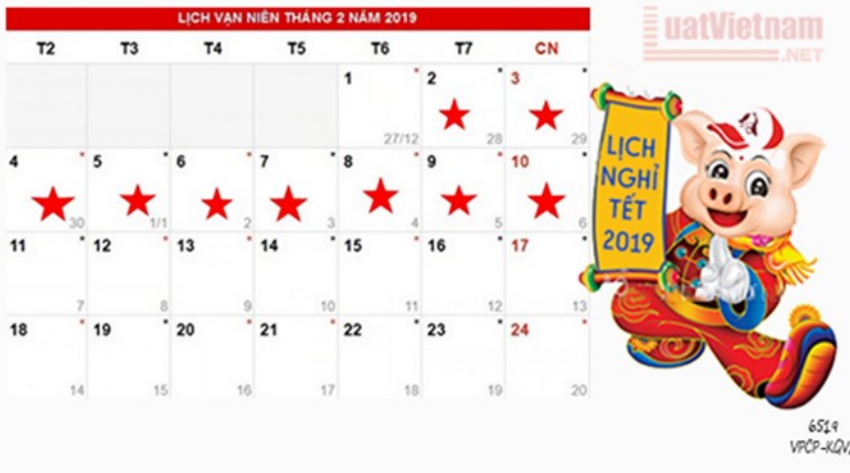 LỊCH VẠN NIÊN THÁNG 2 NĂM 2019
uatVietnam
.NET
T2 T3 T4 T5 T6 T7 CN
1 2 3
27/12 28 29
4 5 6 7 8 9 10
30 1/1 2 3 4 5 6
11 12 13 14 15 16 17
7 8 9 10 11 12 13
18 19 20 21 22 23 24
14 15 16 17 18 19 20
LỊCH
NGHỈ
TẾT
2019
6519
VPCP-KGV